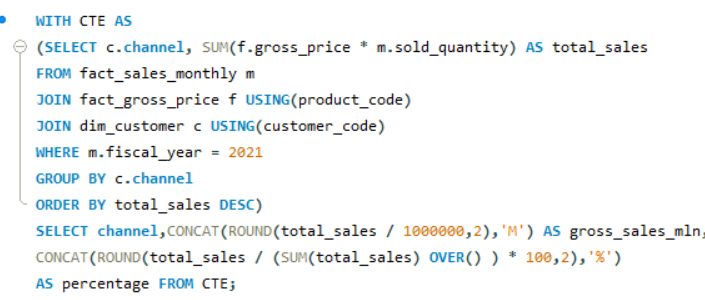 WITH CTE AS
(SELECT c.channel, SUM(f.gross_price * m.sold_quantity) AS total_sales
FROM fact_sales_monthly m
JOIN fact_gross_price f USING(product_code)
JOIN dim_customer c USING(customer_code)
WHERE m.fiscal_year = 2021
GROUP BY c.channel
ORDER BY total_sales DESC)
SELECT channel,CONCAT(ROUND(total_sales / 1000000,2),'M') AS gross_sales_mln,
CONCAT(ROUND(total_sales / (SUM(total_sales) OVER() ) * 100,2),'%')
AS percentage FROM CTE;